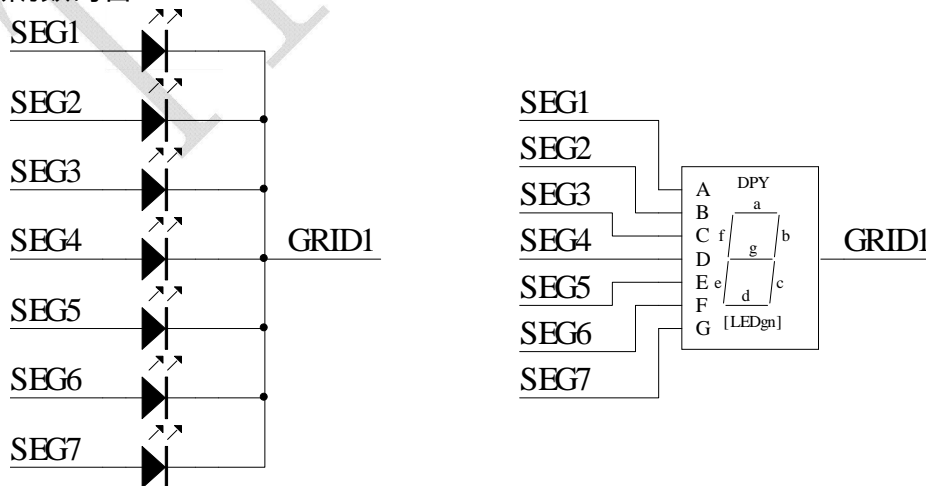 SEG1
SEG2
SEG3
SEG4
GRID1
SEG5
SEG6
SEG7
SEG1
SEG2
SEG3
SEG4
SEG5
SEG6
SEG7
A
B
C
D
E
F
G
DPY
a
f
b
g
e
c
d
[LEDgn]
GRID1